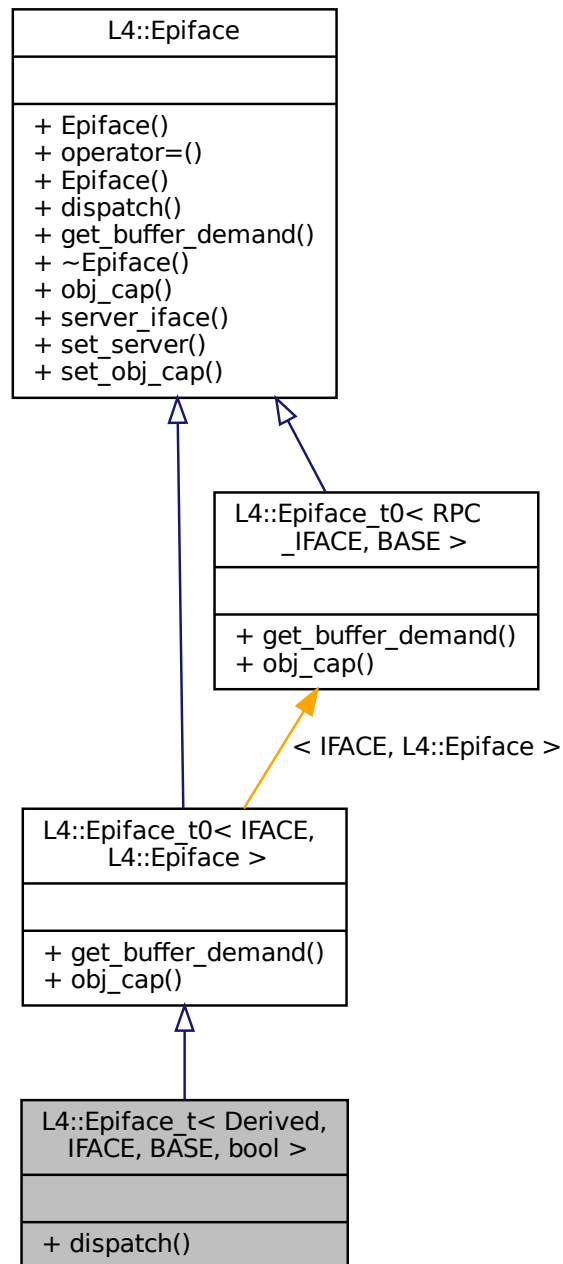 L4::Epiface
+ Epiface()
+ operator=()
+ Epiface()
+ dispatch()
+ get_buffer_demand()
+ ~Epiface()
+ obj_cap()
+ server_iface()
+ set_server()
+ set_obj_cap()
L4::Epiface_t0< RPC
_IFACE, BASE >
+ get_buffer_demand()
+ obj_cap()
< IFACE, L4::Epiface >
L4::Epiface_t0< IFACE,
L4::Epiface >
+ get_buffer_demand()
+ obj_cap()
L4::Epiface_t< Derived,
IFACE, BASE, bool >
+ dispatch()